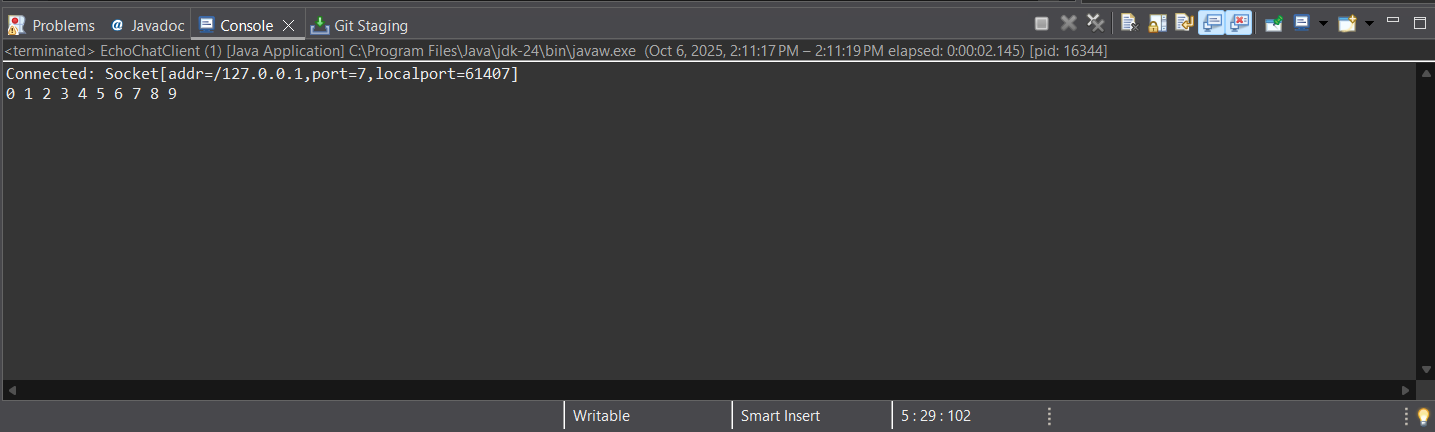 Problems @ Javadoc Console Git Staging
<terminated> EchoChatClient (1) [Java Application] C:\Program Files\Java\jdk-24\bin\javaw.exe (Oct 6, 2025, 2:11:17 PM – 2:11:19 PM elapsed: 0:00:02.145) [pid: 16344]
Connected: Socket[addr=/127.0.0.1,port=7,localport=61407]
0 1 2 3 4 5 6 7 8 9
Writable Smart Insert 5 : 29 : 102